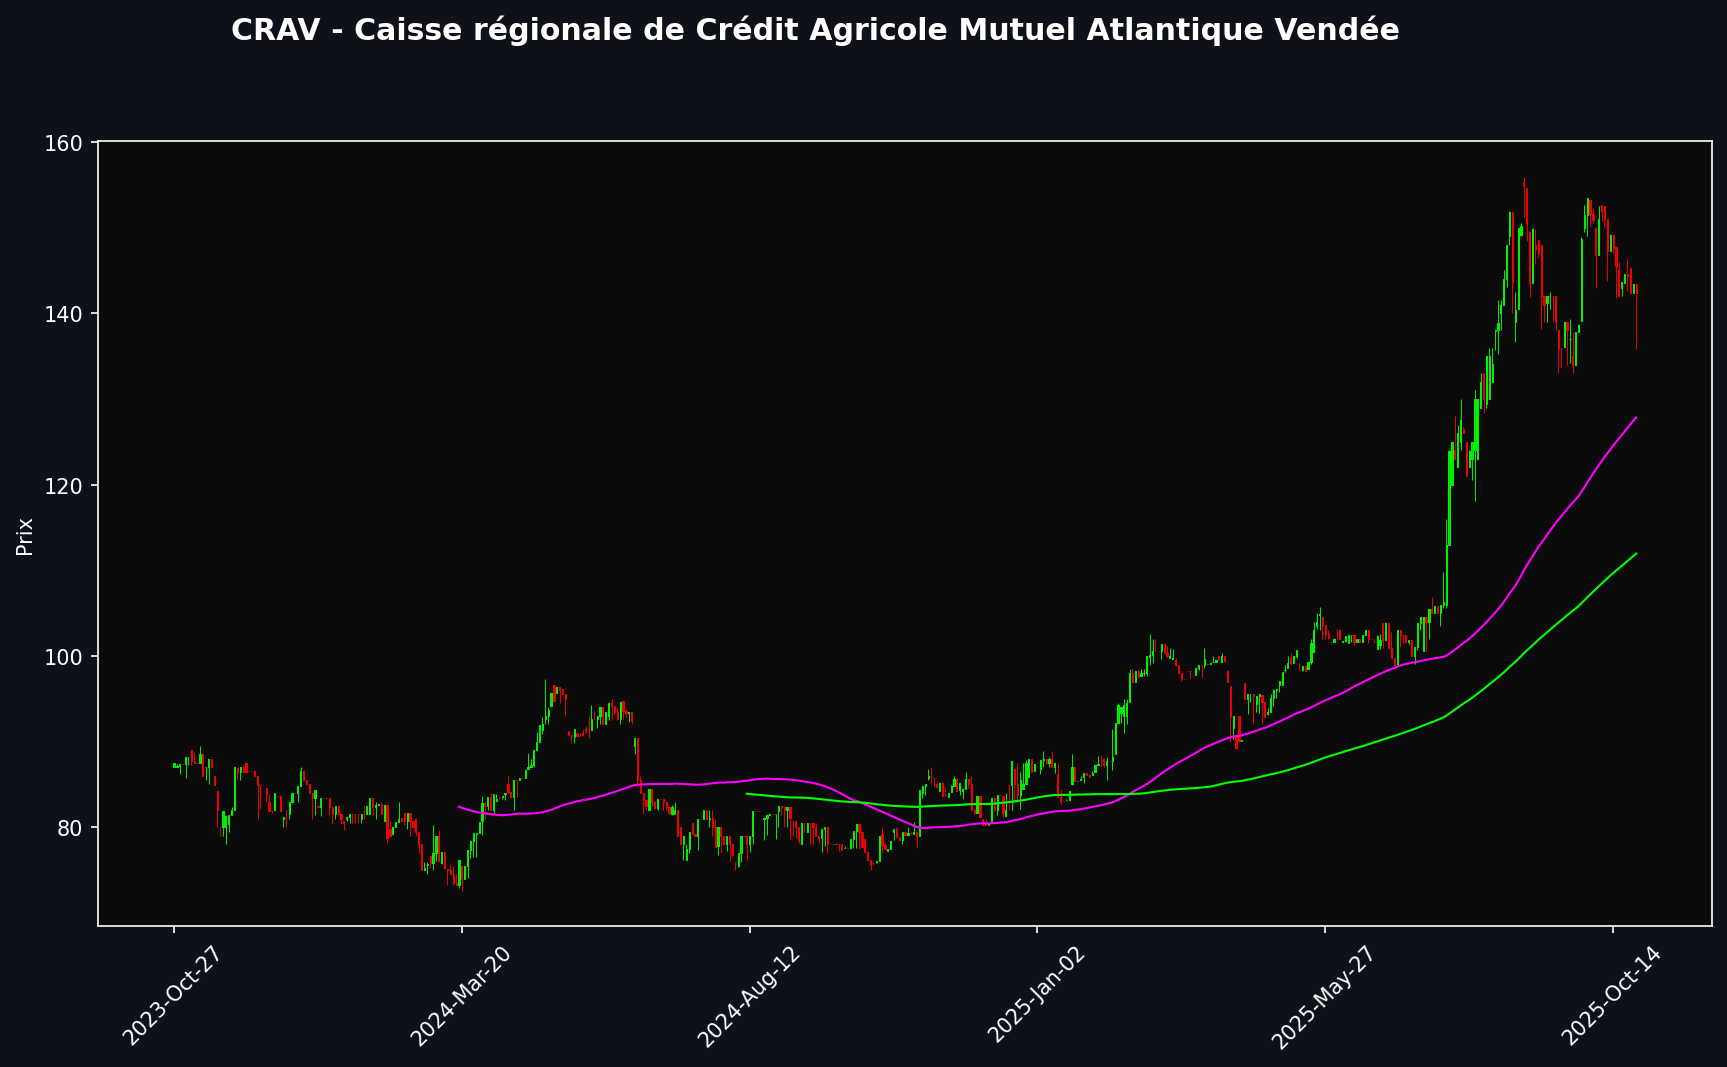 CRAV - Caisse régionale de Crédit Agricole Mutuel Atlantique Vendée
160
140
120
100
80
Prix
2023-Oct-27
2024-Mar-20
2024-Aug-12
2025-Jan-02
2025-May-27
2025-Oct-14